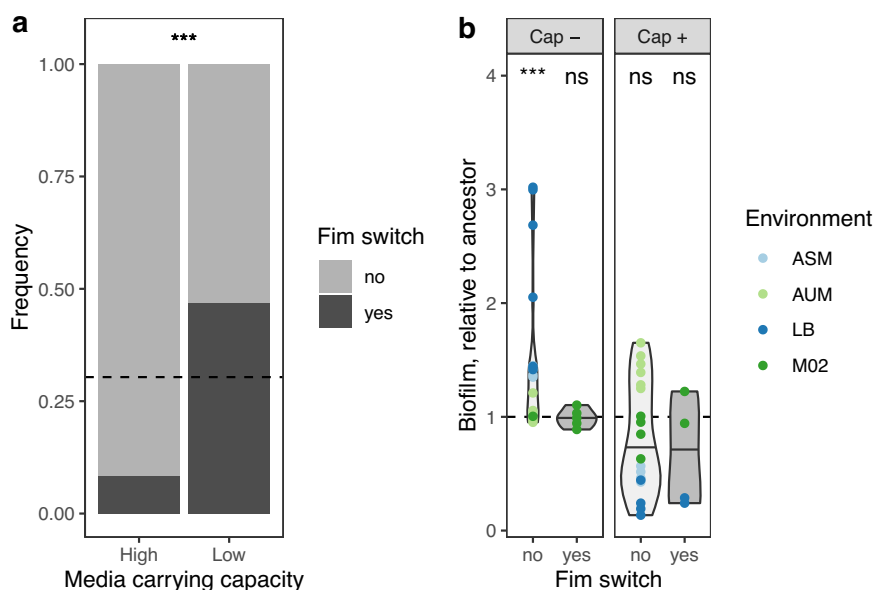 a
***
1.00
0.75
0.50
0.25
0.00
Frequency
High Low
Media carrying capacity
Fim switch
no
yes
b
Cap − Cap +
*** ns ns ns
4
3
2
1
0
Biofilm, relative to ancestor
no yes no yes
Fim switch
Environment
ASM
AUM
LB
M02